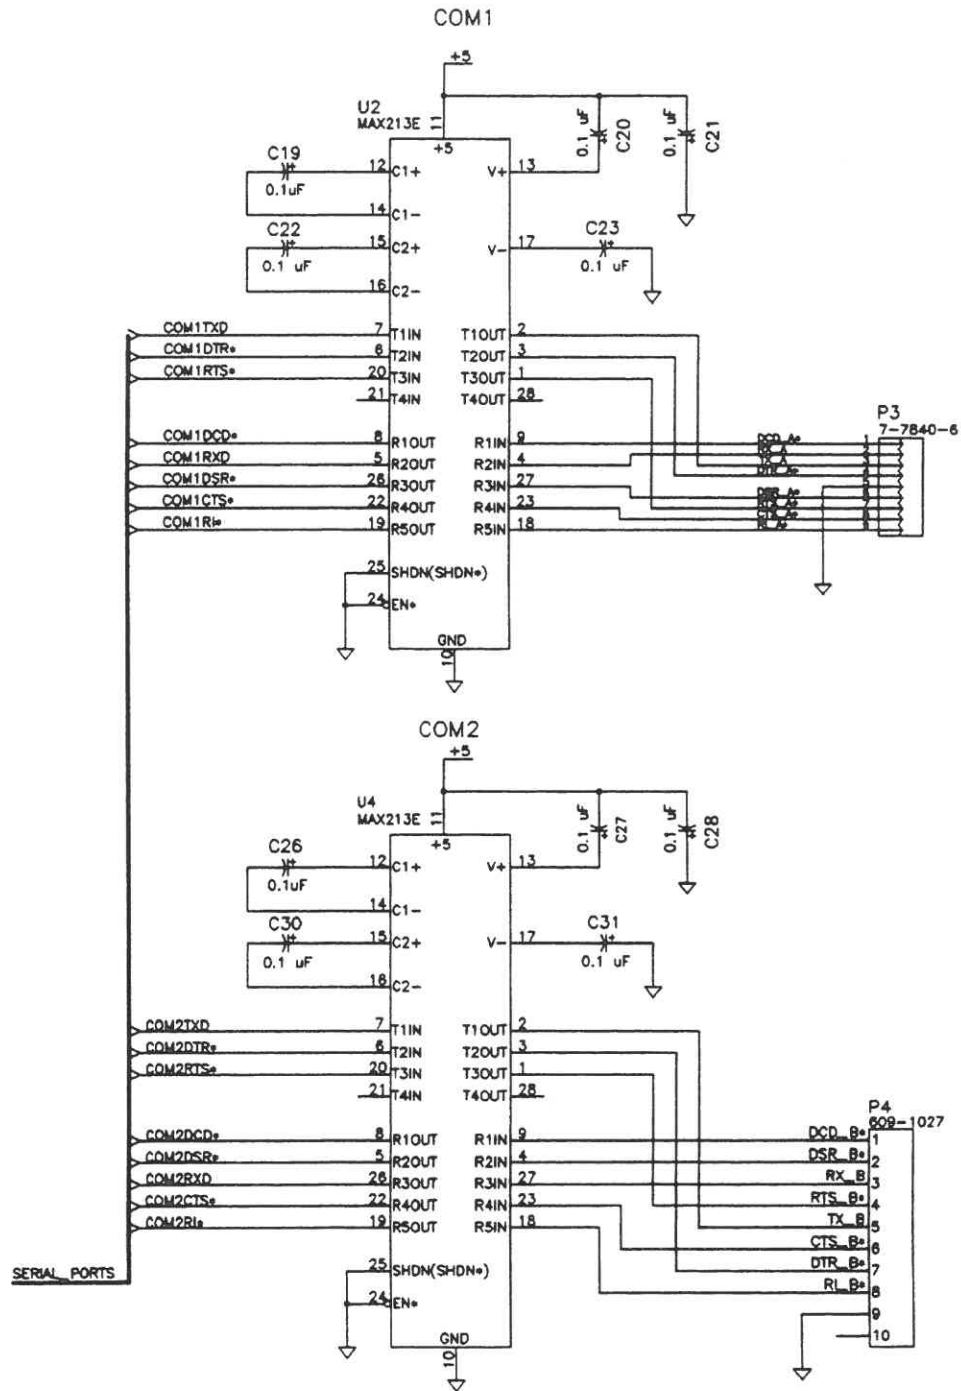 COM1
+5
U2
MAX213E
11
+5
0.1 uF
C20
0.1 uF
C21
C19
0.1uF
12 C1+ V+ 13
14 C1-
C22
0.1 uF
15 C2+ V- 17
C23
0.1 uF
16 C2-
COM1TXD 7 T1IN T1OUT 2
COM1DTR* 6 T2IN T2OUT 3
COM1RTS* 20 T3IN T3OUT 1
21 T4IN T4OUT 28
P3
7-7840-6
COM1DCD* 8 R1OUT R1IN 9 DCD_A* 1
COM1RXD 5 R2OUT R2IN 4
TX_A
DTR_A*
COM1DSR* 26 R3OUT R3IN 27 DSR_A*
COM1CTS* 22 R4OUT R4IN 23
COM1RI* 19 R5OUT R5IN 18 RI_A*
25 SHDN(SHDN*)
24 EN*
GND
10
COM2
+5
U4
MAX213E
11
+5
0.1 uF
C27
0.1 uF
C28
C26
0.1uF
12 C1+ V+ 13
14 C1-
C30
0.1 uF
15 C2+ V- 17
C31
0.1 uF
16 C2-
COM2TXD 7 T1IN T1OUT 2
COM2DTR* 6 T2IN T2OUT 3
COM2RTS* 20 T3IN T3OUT 1
21 T4IN T4OUT 28
P4
609-1027
COM2DCD* 8 R1OUT R1IN 9 DCD_B* 1
COM2DSR* 5 R2OUT R2IN 4 DSR_B* 2
COM2RXD 26 R3OUT R3IN 27 RX_B 3
COM2CTS* 22 R4OUT R4IN 23 RTS_B* 4
COM2RI* 19 R5OUT R5IN 18 TX_B 5
CTS_B* 6
DTR_B* 7
RI_B* 8
9
10
SERIAL_PORTS
25 SHDN(SHDN*)
24 EN*
GND
10